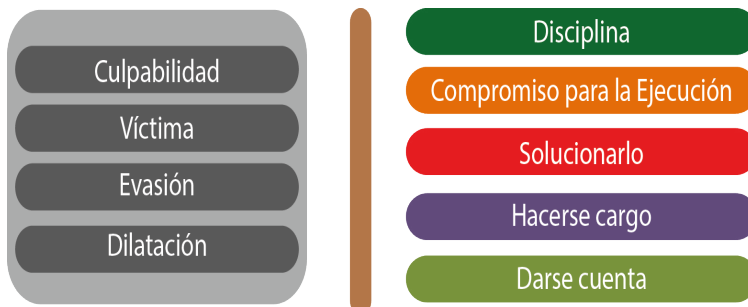 Culpabilidad
Víctima
Evasión
Dilatación
Disciplina
Compromiso para la Ejecución
Solucionarlo
Hacerse cargo
Darse cuenta